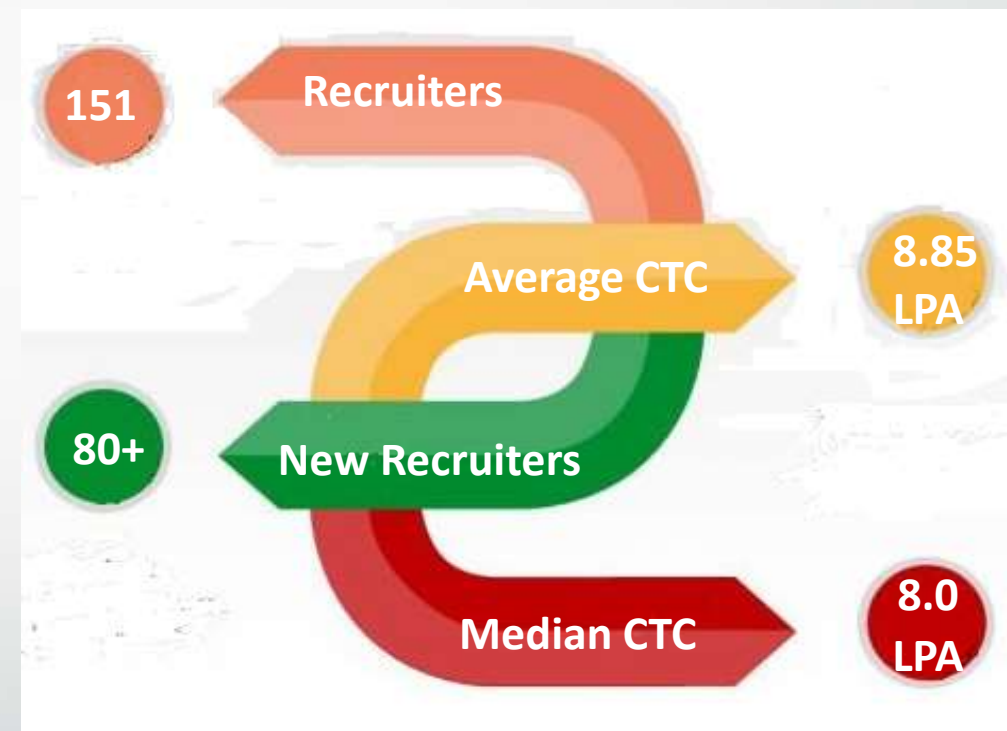 151
Recruiters
Average CTC
8.85
LPA
80+
New Recruiters
Median CTC
8.0
LPA